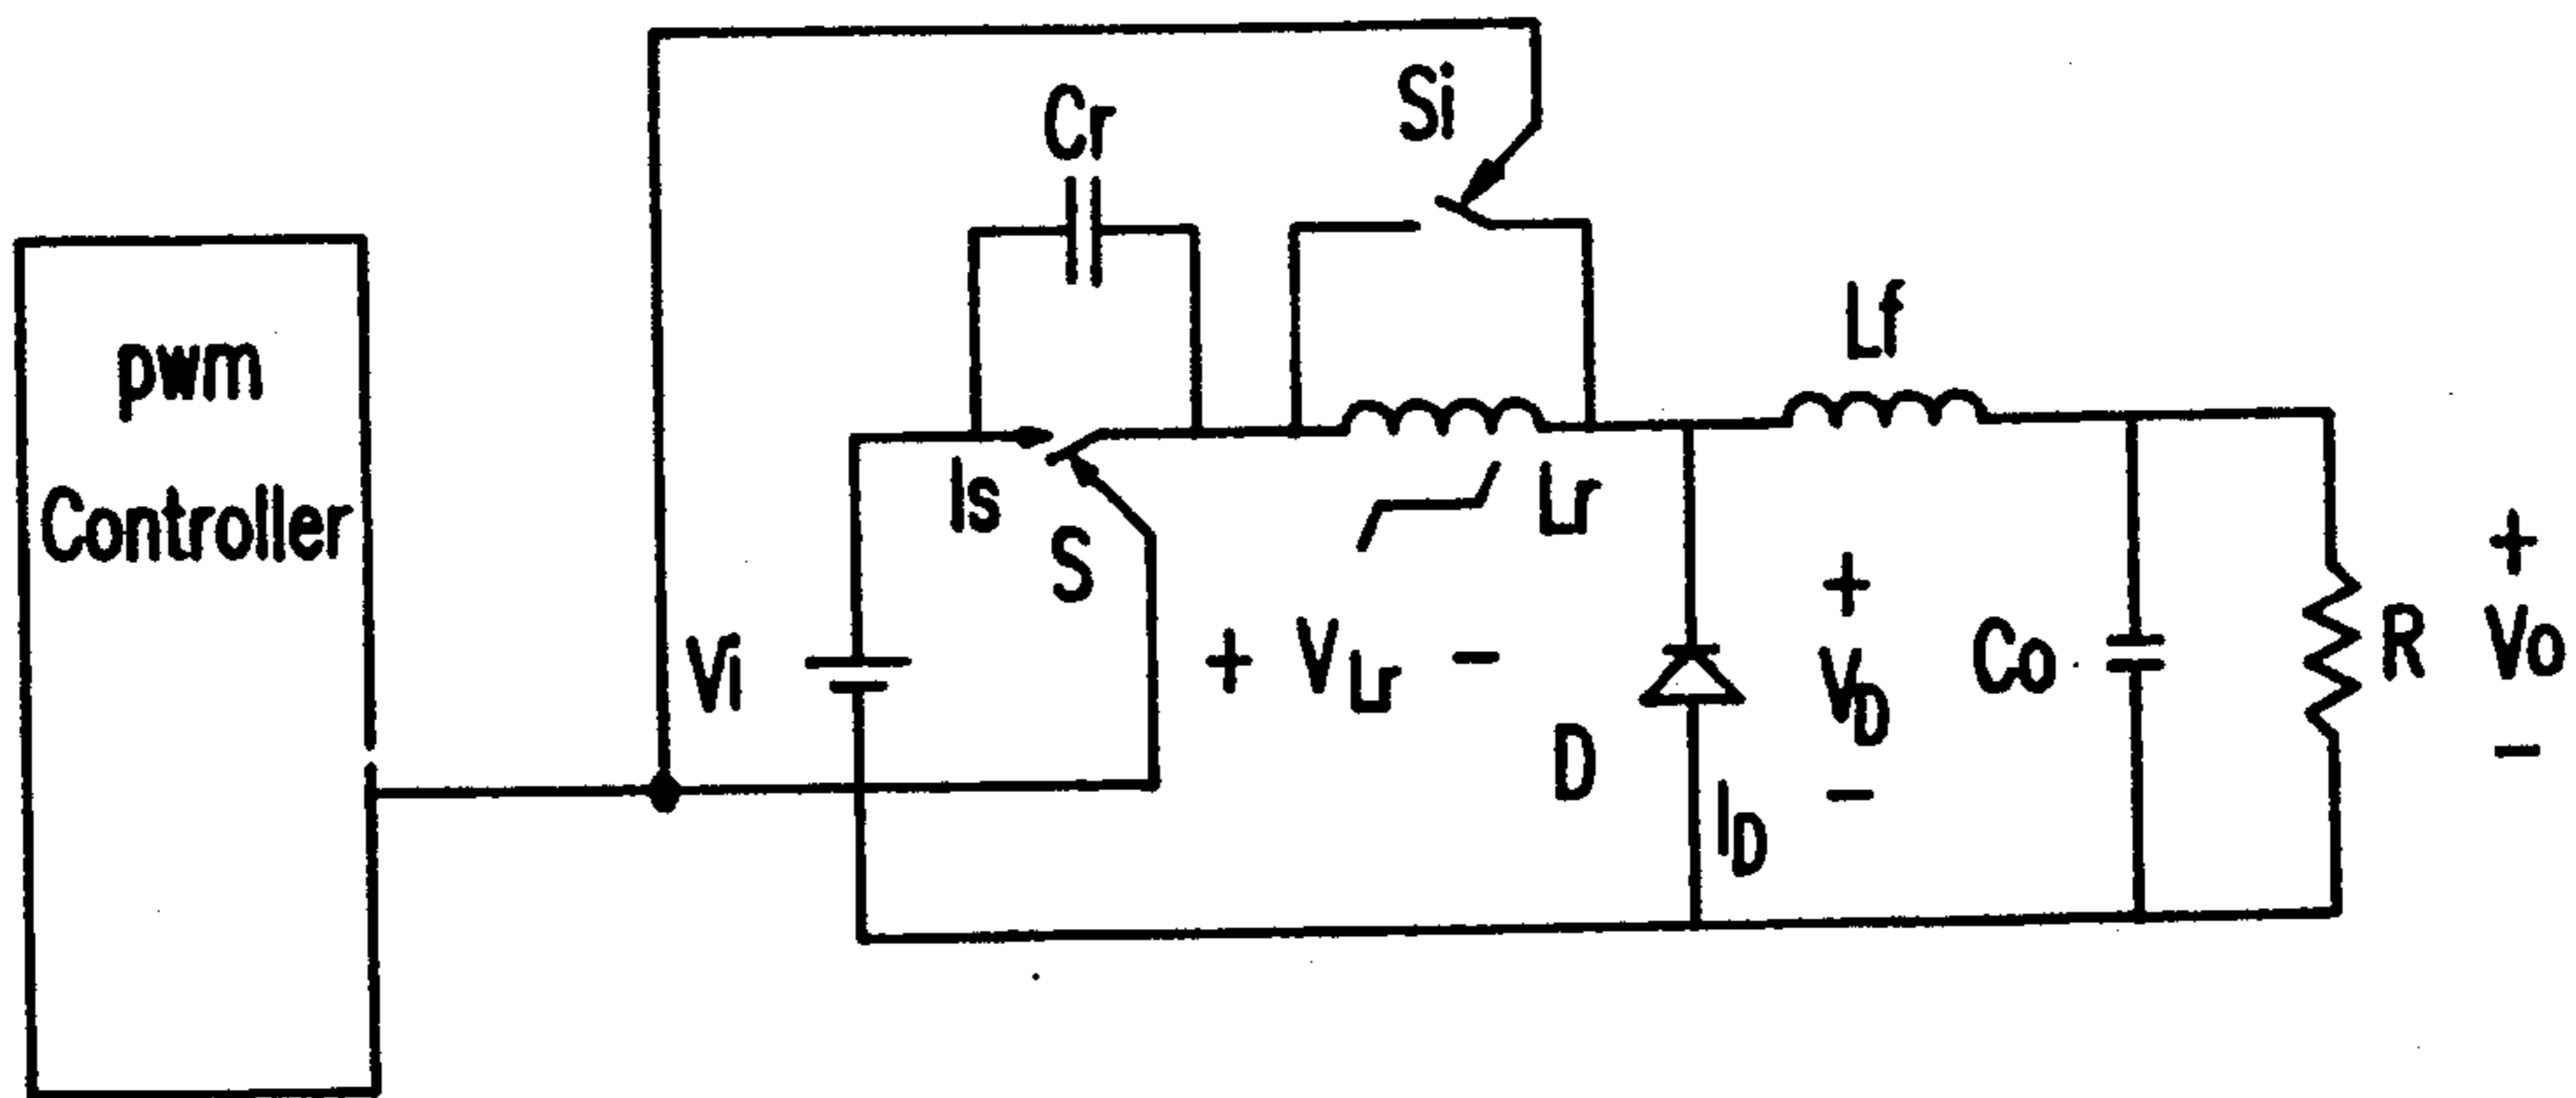 pwm
Controller
Cr
Si
Is
S
Lr
Lf
Vi
+ VLr -
D
ID
+
VD
-
Co
R
+
Vo
-